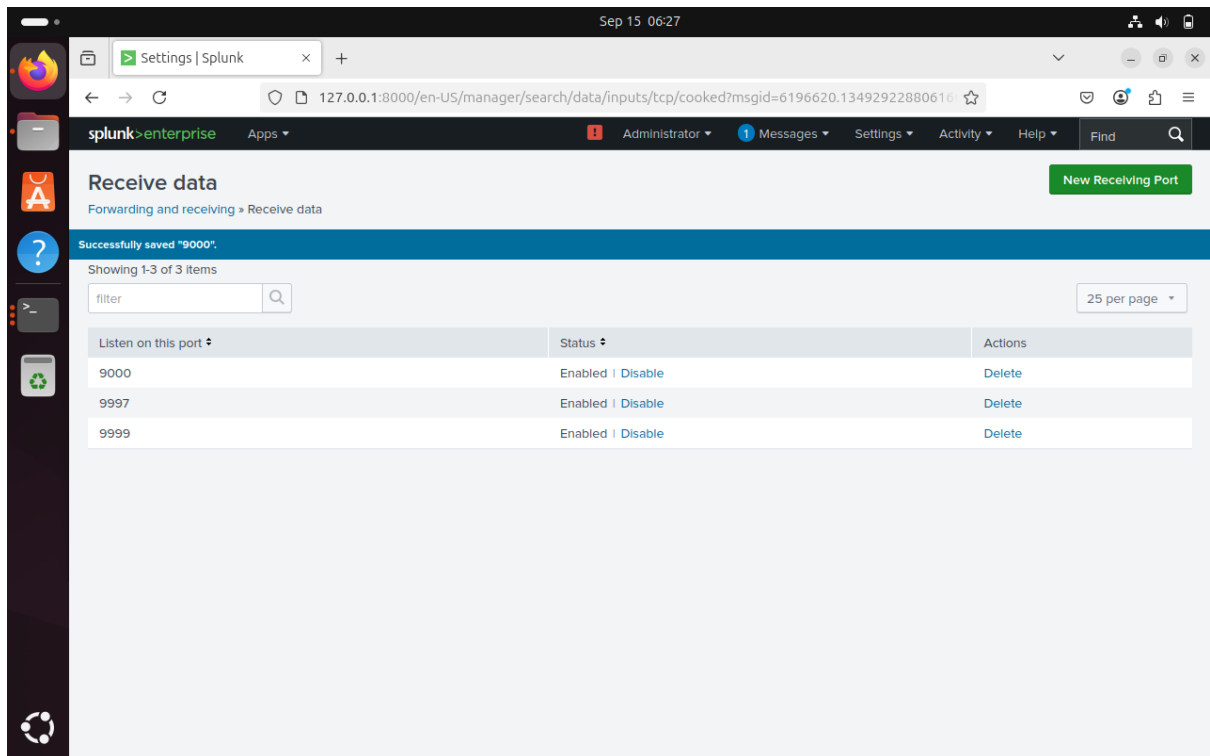 Sep 15 06:27
Settings | Splunk
127.0.0.1:8000/en-US/manager/search/data/inputs/tcp/cooked?msgid=6196620.13492922880616
splunk>enterprise Apps Administrator 1 Messages Settings Activity Help Find
Receive data
New Receiving Port
Forwarding and receiving » Receive data
Successfully saved "9000".
Showing 1-3 of 3 items
filter
25 per page
Listen on this port Status Actions
9000 Enabled | Disable Delete
9997 Enabled | Disable Delete
9999 Enabled | Disable Delete